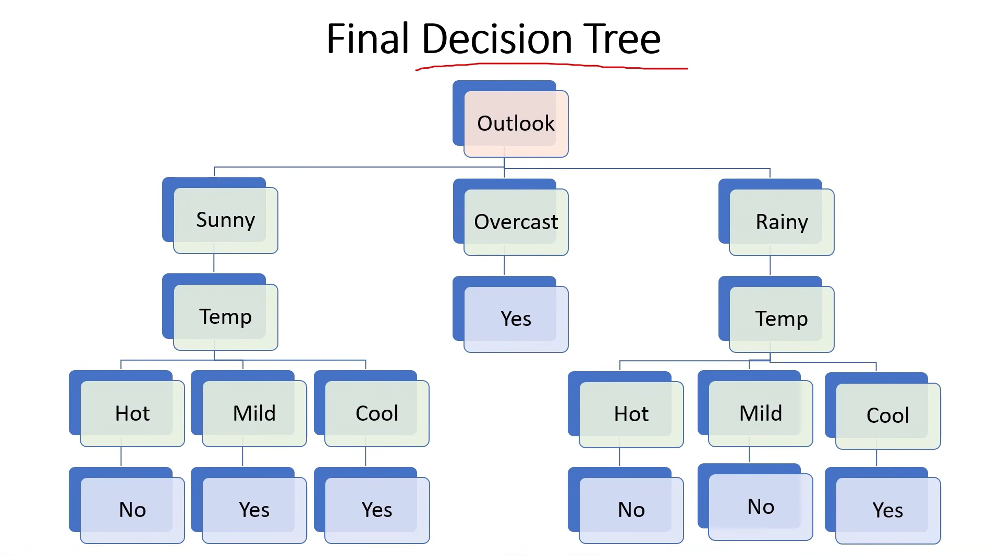 Final Decision Tree
Outlook
Sunny
Overcast
Rainy
Temp
Yes
Temp
Hot
Mild
Cool
Hot
Mild
Cool
No
Yes
Yes
No
No
Yes